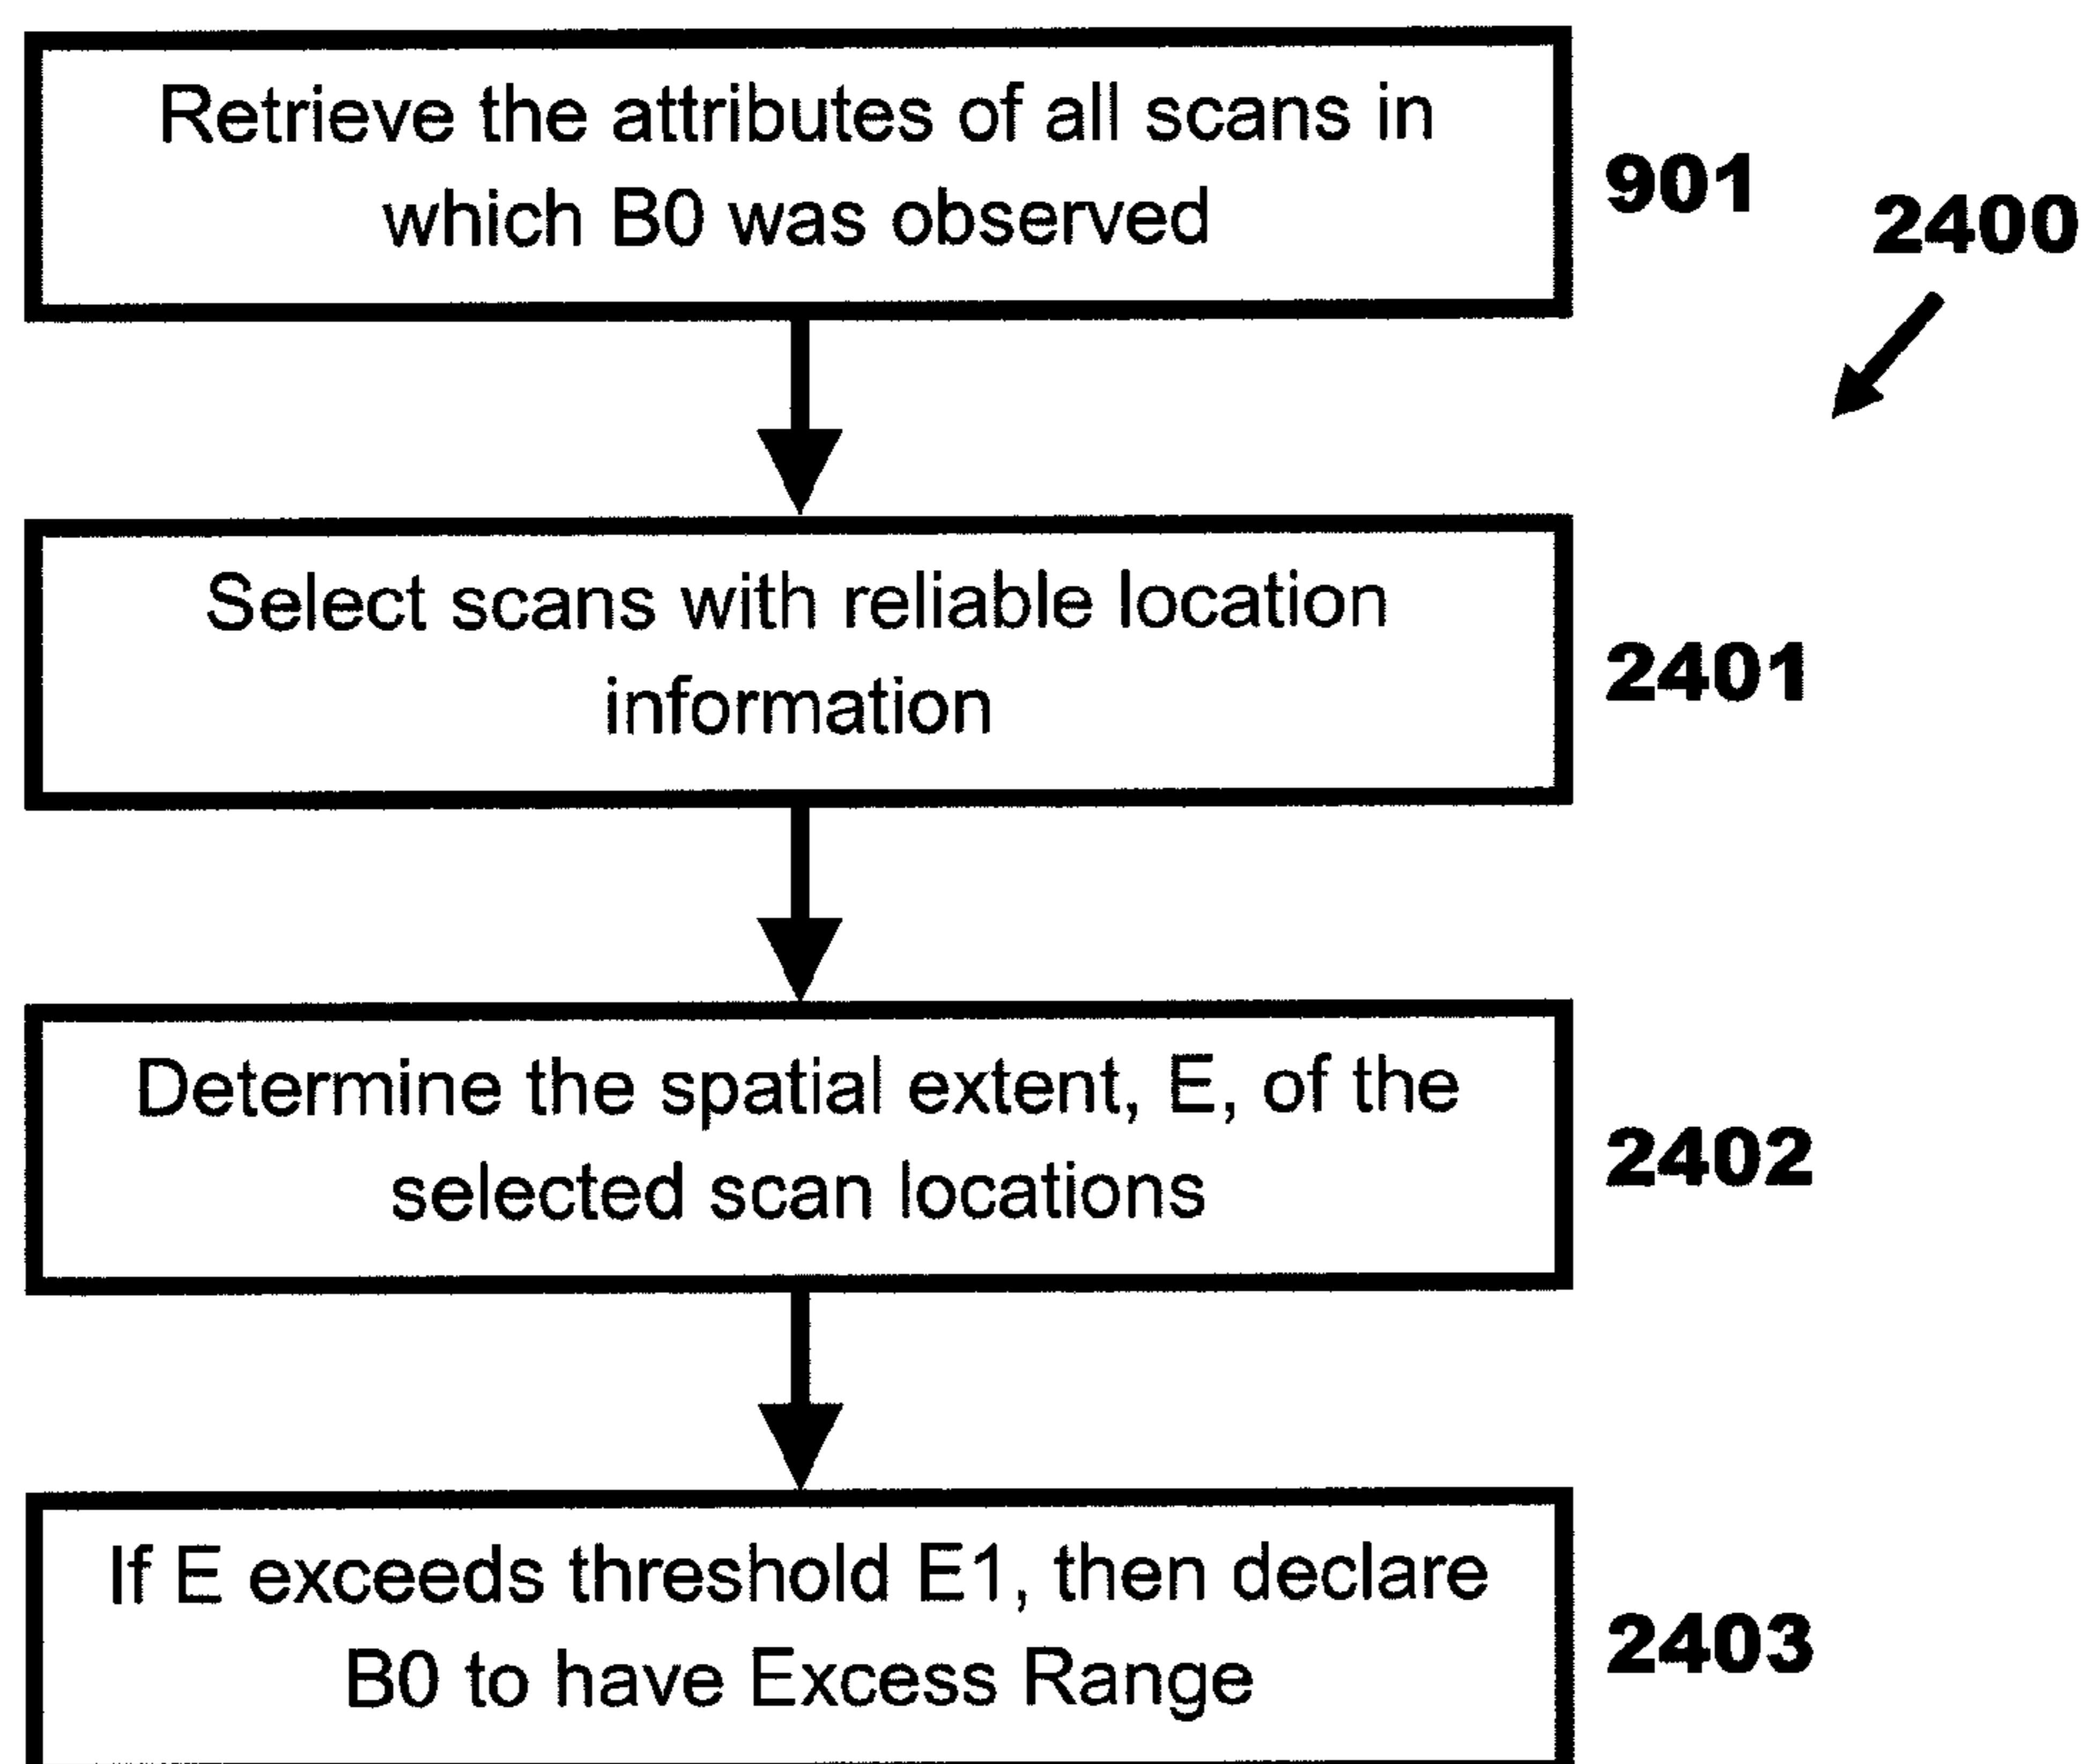 Retrieve the attributes of all scans in
which B0 was observed
901
2400
Select scans with reliable location
information
2401
Determine the spatial extent, E, of the
selected scan locations
2402
If E exceeds threshold E1, then declare
B0 to have Excess Range
2403